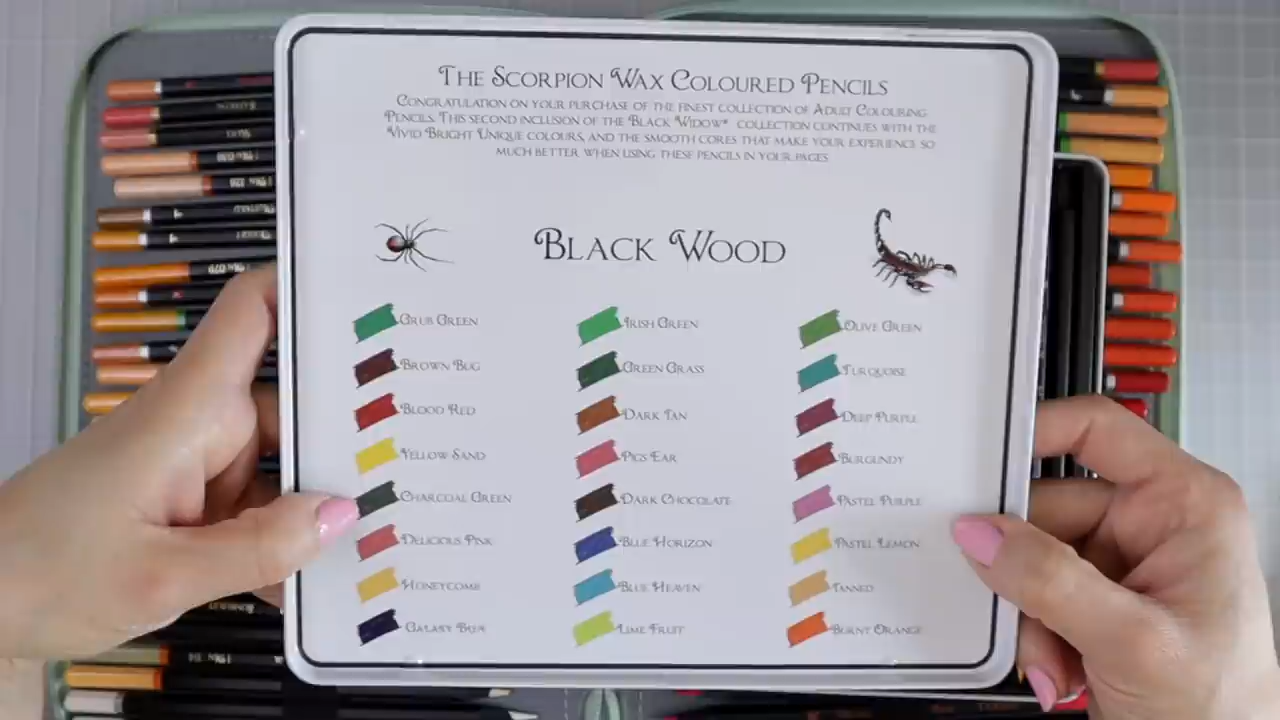 The Scorpion Wax Coloured Pencils
Congratulation on your purchase of the finest collection of Adult Colouring
Pencils. This second inclusion of the Black Widow® collection continues with the
Vivid Bright Unique colours, and the smooth cores that make your experience so
much better when using these pencils in your pages
Black Wood
Grub Green
Irish Green
Olive Green
Brown Bug
Green Grass
Turquoise
Blood Red
Dark Tan
Deep Purple
Yellow Sand
Pigs Ear
Burgundy
Charcoal Green
Dark Chocolate
Pastel Purple
Delicious Pink
Blue Horizon
Pastel Lemon
Honeycomb
Blue Heaven
Tanned
Galaxy Blue
Lime Fruit
Burnt Orange